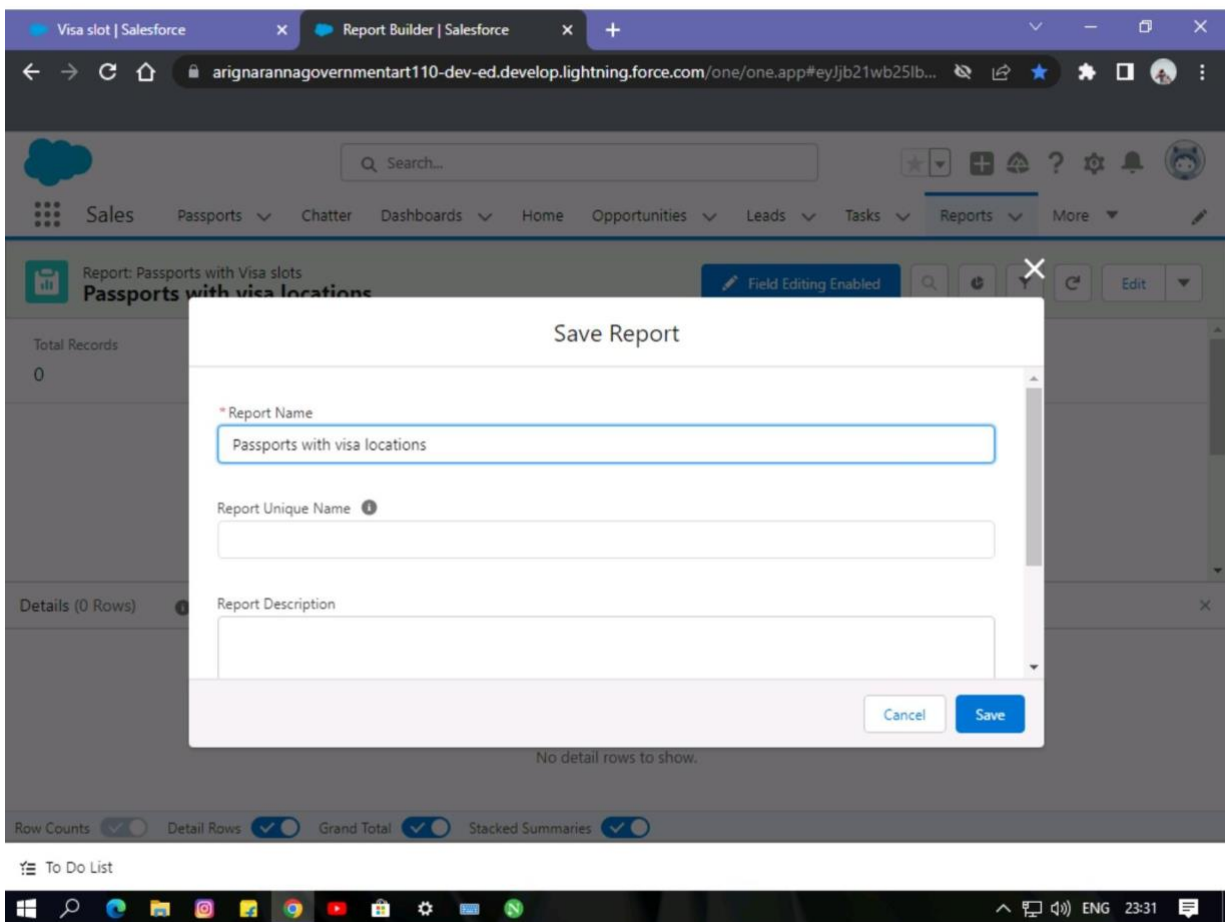 Visa slot | Salesforce
Report Builder | Salesforce
arignarannagovernmentart110-dev-ed.develop.lightning.force.com/one/one.app#eyJjb21wb25lb...
Search...
Sales Passports Chatter Dashboards Home Opportunities Leads Tasks Reports More
Report: Passports with Visa slots
Passports with visa locations
Field Editing Enabled
Edit
Save Report
Total Records
0
* Report Name
Passports with visa locations
Report Unique Name
Details (0 Rows)
Report Description
Cancel Save
No detail rows to show.
Row Counts Detail Rows Grand Total Stacked Summaries
To Do List
ENG 23:31